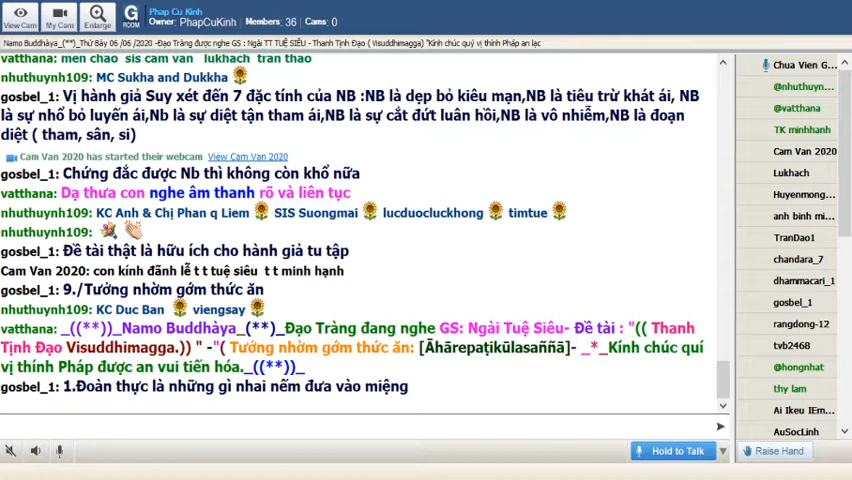 View Cam
My Cam
Enlarge
G
ROOM
Phap Cu Kinh
Owner: PhapCuKinh
Members: 36
Cams: 0
Namo Buddhàya_(**)_Thứ Bảy 06 /06 /2020 -Đạo Tràng được nghe GS : Ngài TT TUỆ SIÊU - Thanh Tịnh Đạo ( Visuddhimagga) "Kính chúc quý vị thính Pháp an lạc
vatthana: mến chào sis cam van lukhach tran thao
nhuthuynh109: MC Sukha and Dukkha
gosbel_1: Vị hành giả Suy xét đến 7 đặc tính của NB :NB là dẹp bỏ kiêu mạn,NB là tiêu trừ khát ái, NB
là sự nhổ bỏ luyến ái,Nb là sự diệt tận tham ái,NB là sự cắt đứt luân hồi,NB là vô nhiễm,NB là đoạn
diệt ( tham, sân, si)
Cam Van 2020 has started their webcam View Cam Van 2020
gosbel_1: Chứng đắc được Nb thì không còn khổ nữa
vatthana: Dạ thưa con nghe âm thanh rõ và liên tục
nhuthuynh109: KC Anh & Chị Phan q Liem SIS Suongmai lucduocluckhong timtue
nhuthuynh109:
gosbel_1: Đề tài thật là hữu ích cho hành giả tu tập
Cam Van 2020: con kính đãnh lễ t t tuệ siêu t t minh hạnh
gosbel_1: 9./Tưởng nhờm gớm thức ăn
nhuthuynh109: KC Duc Ban viengsay
vatthana: _((**))_Namo Buddhàya_(**)_Đạo Tràng đang nghe GS: Ngài Tuệ Siêu- Đề tài : "(( Thanh
Tịnh Đạo Visuddhimagga.)) " -"( Tướng nhờm gớm thức ăn: [Āhārepaṭikūlasaññā]- _*_Kính chúc quí
vị thính Pháp được an vui tiến hóa._((**))_
gosbel_1: 1.Đoàn thực là những gì nhai nếm đưa vào miệng
Hold to Talk
Chua Vien G...
@nhuthuyn...
@vatthana
TK minhhanh
Cam Van 2020
Lukhach
Huyenmong...
anh binh mi...
TranDao1
chandara_7
dhammacari_1
gosbel_1
rangdong-12
tvb2468
@hongnhat
thy lam
Ai Ikeu IEm...
AuSocLinh
Raise Hand